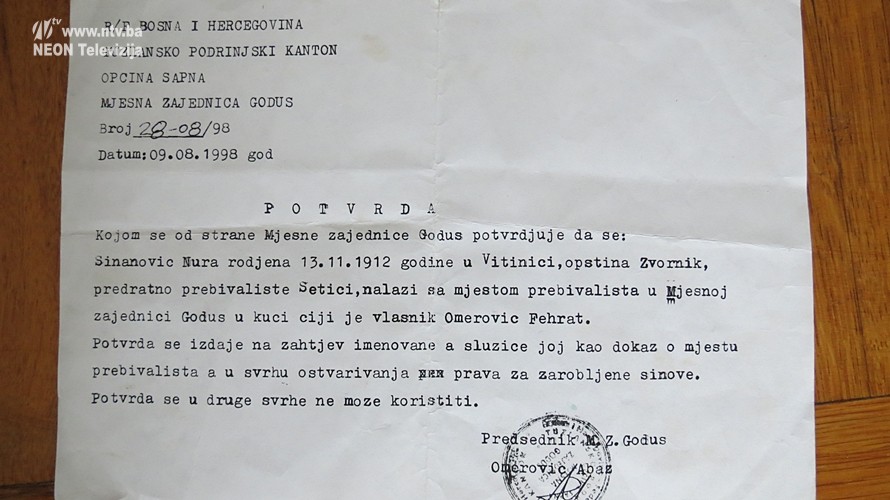 www.ntv.ba
NEON Televizija
R/F BOSNA I HERCEGOVINA
PODRINJSKI KANTON
OPCINA SAPNA
MJESNA ZAJEDNICA GODUS
Broj 28-08/98
Datum:09.08.1998 god
P O T V R D A
Kojom se od strane Mjesne zajednice Godus potvrdjuje da se:
Sinanovic Nura rodjena 13.11.1912 godine u Vitinici,opstina Zvornik,
predratno prebivaliste Setici,nalazi sa mjestom prebivalista u Mjesnoj
zajednici Godus u kuci ciji je vlasnik Omerovic Fehrat.
Potvrda se izdaje na zahtjev imenovane a sluzice joj kao dokaz o mjestu
prebivalista a u svrhu ostvarivanja xxx prava za zarobljene sinove.
Potvrda se u druge svrhe ne moze koristiti.
Predsednik M.Z.Godus
Omerovic Abaz